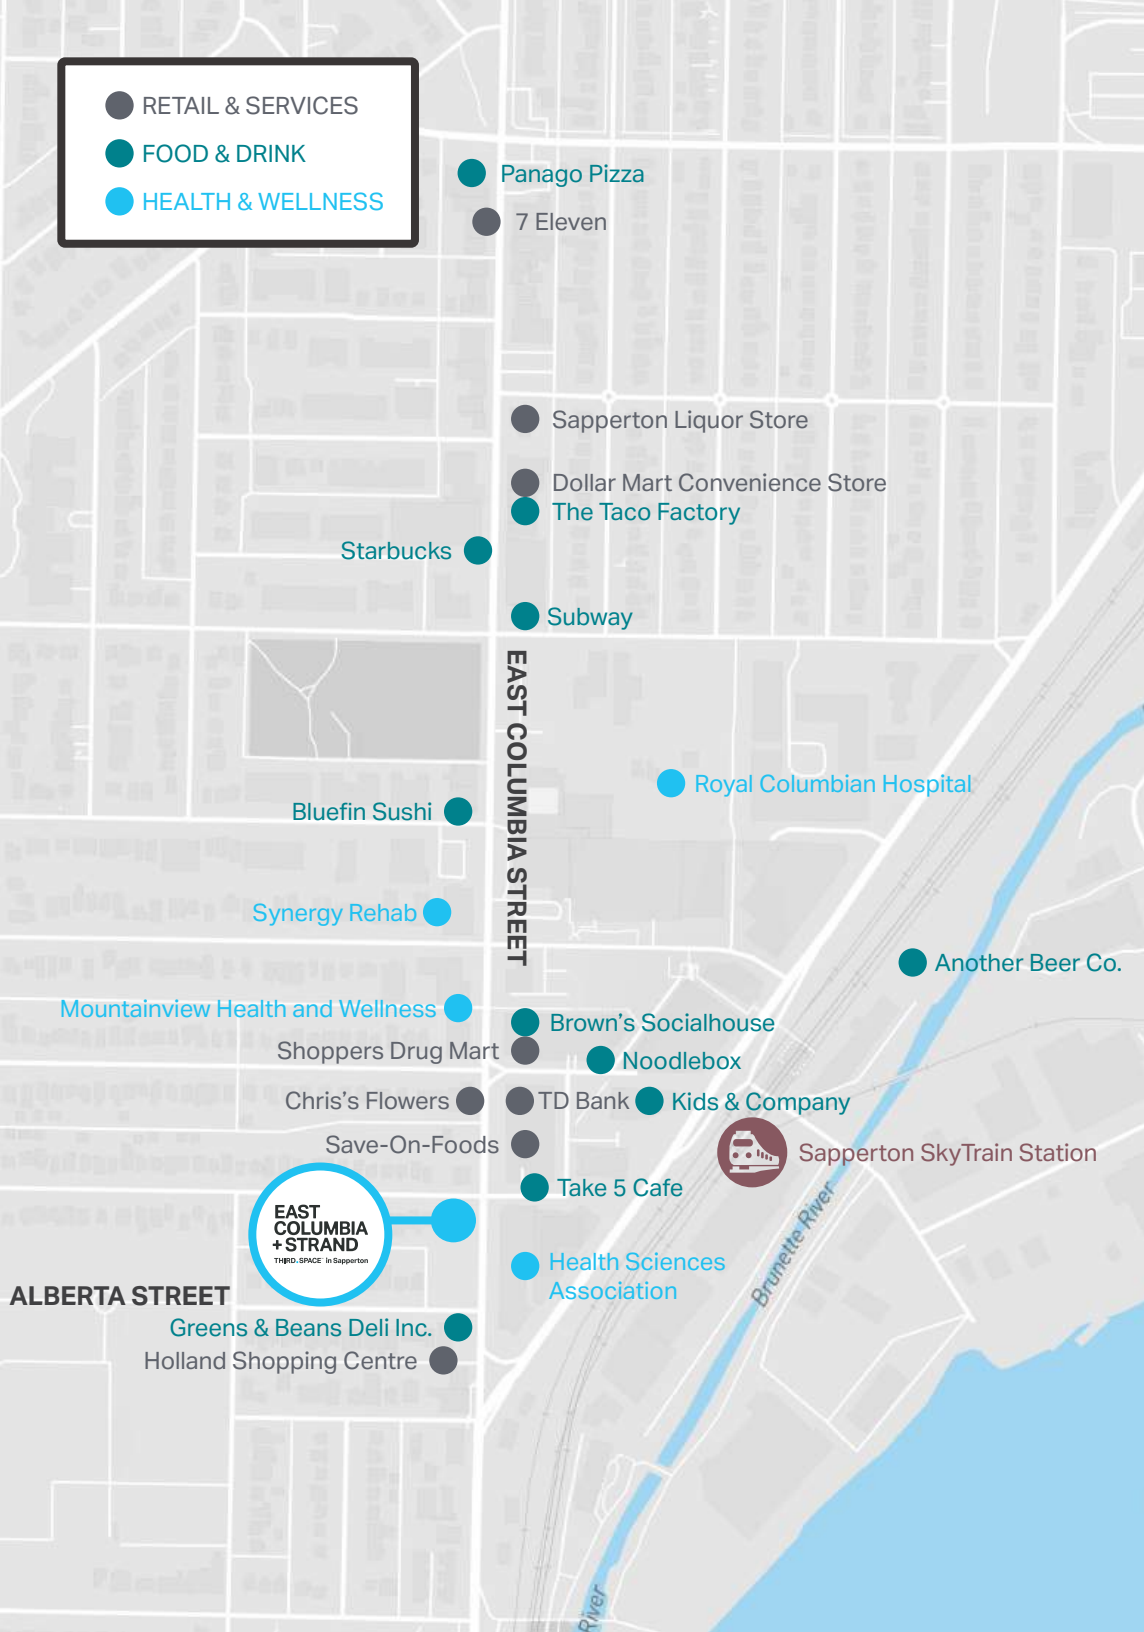 RETAIL & SERVICES
FOOD & DRINK
HEALTH & WELLNESS
Panago Pizza
7 Eleven
Sapperton Liquor Store
Dollar Mart Convenience Store
The Taco Factory
Starbucks
Subway
EAST COLUMBIA STREET
Royal Columbian Hospital
Bluefin Sushi
Synergy Rehab
Another Beer Co.
Mountainview Health and Wellness
Brown's Socialhouse
Shoppers Drug Mart
Noodlebox
Chris's Flowers
TD Bank
Kids & Company
Save-On-Foods
Sapperton SkyTrain Station
Take 5 Cafe
EAST
COLUMBIA
+ STRAND
THIRD.SPACE™ in Sapperton
Brunette River
Health Sciences
Association
ALBERTA STREET
Greens & Beans Deli Inc.
Holland Shopping Centre
River